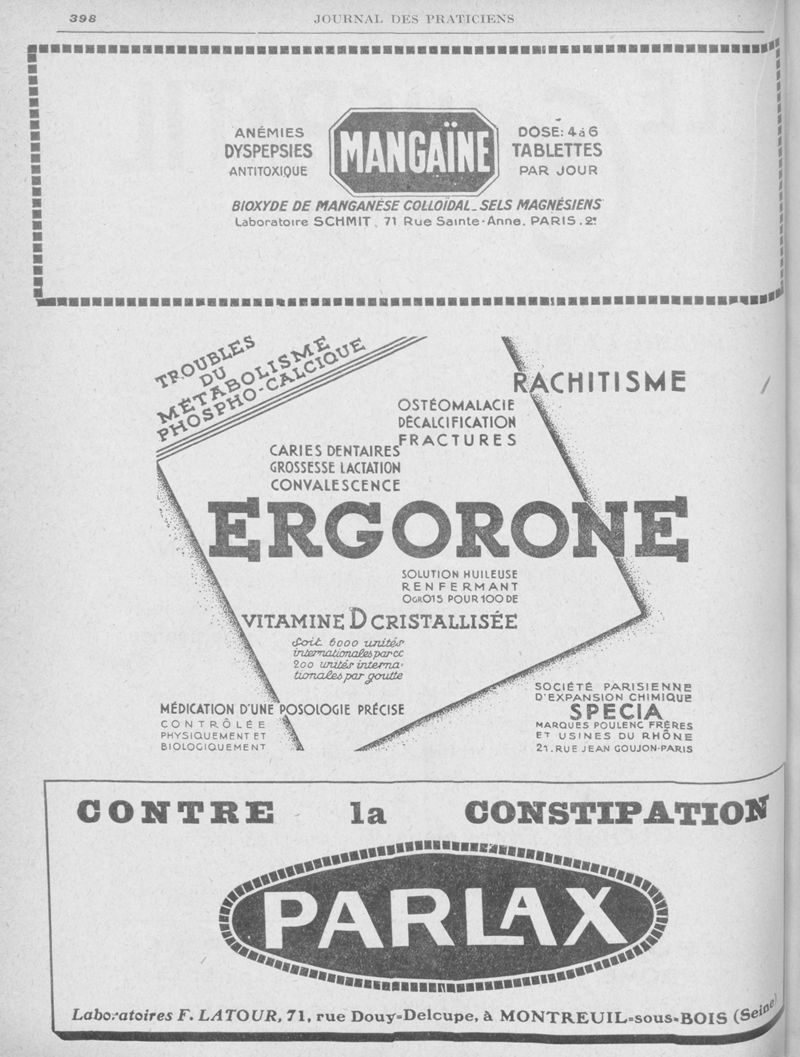 398
JOURNAL DES PRATICIENS
ANÉMIES
DYSPEPSIES
ANTITOXIQUE
MANGAÏNE
DOSE: 4 à 6
TABLETTES
PAR JOUR
BIOXYDE DE MANGANÈSE COLLOÏDAL_SELS MAGNÉSIENS
Laboratoire SCHMIT, 71 Rue Sainte-Anne. PARIS.2e
TROUBLES
DU
MÉTABOLISME
PHOSPHO-CALCIQUE
RACHITISME
OSTÉOMALACIE
DÉCALCIFICATION
FRACTURES
CARIES DENTAIRES
GROSSESSE LACTATION
CONVALESCENCE
ERGORONE
SOLUTION HUILEUSE
RENFERMANT
0GR015 POUR 100 DE
VITAMINE D CRISTALLISÉE
Soit 6000 unités
internationales par cc
200 unités interna-
tionales par goutte
MÉDICATION D'UNE POSOLOGIE PRÉCISE
CONTRÔLÉE
PHYSIQUEMENT ET
BIOLOGIQUEMENT
SOCIÉTÉ PARISIENNE
D'EXPANSION CHIMIQUE
SPECIA
MARQUES POULENC FRÈRES
ET USINES DU RHÔNE
21. RUE JEAN GOUJON-PARIS
CONTRE la CONSTIPATION
PARLAX
Laboratoires F. LATOUR, 71, rue Douy-Delcupe, à MONTREUIL-sous-BOIS (Seine)